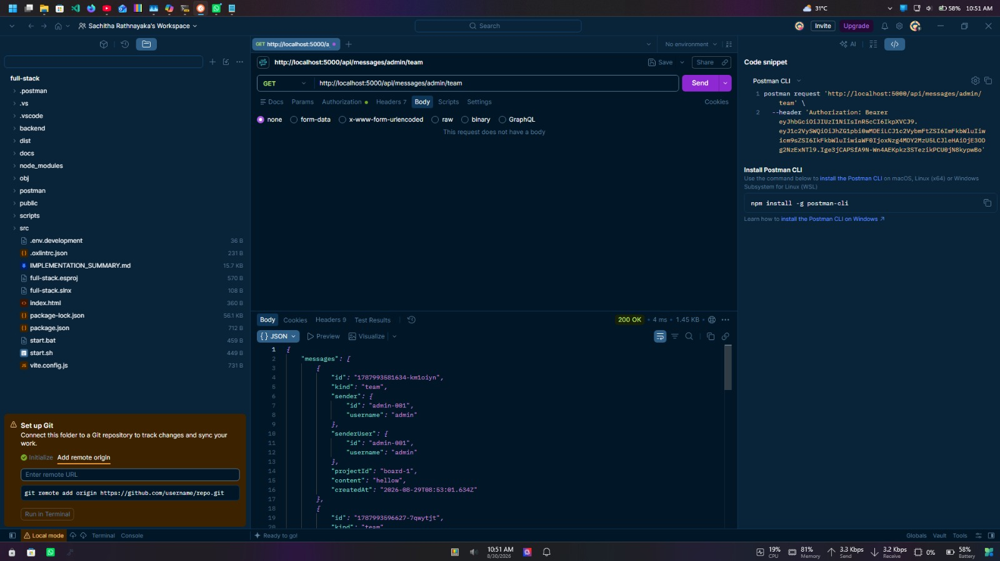 31°C
58%
10:51 AM
Sachitha Rathnayaka's Workspace
Search
Invite
Upgrade
GET http://localhost:5000/a
No environment
AI
full-stack
.postman
.vs
.vscode
backend
dist
docs
node_modules
obj
postman
public
scripts
src
.env.development 36 B
.oxlintrc.json 231 B
IMPLEMENTATION_SUMMARY.md 15.7 KB
full-stack.esproj 570 B
full-stack.slnx 108 B
index.html 360 B
package-lock.json 56.1 KB
package.json 712 B
start.bat 459 B
start.sh 449 B
vite.config.js 731 B
Set up Git
Connect this folder to a Git repository to track changes and sync your
work.
Initialize Add remote origin
Enter remote URL
git remote add origin https://github.com/username/repo.git
Run in Terminal
HTTP http://localhost:5000/api/messages/admin/team
Save
Share
GET http://localhost:5000/api/messages/admin/team
Send
Docs Params Authorization Headers 7 Body Scripts Settings
Cookies
none form-data x-www-form-urlencoded raw binary GraphQL
This request does not have a body
Body Cookies Headers 9 Test Results
200 OK • 4 ms • 1.45 KB
{ } JSON Preview Visualize
1 {
2 "messages": [
3 {
4 "id": "1787993581634-km1oiyn",
5 "kind": "team",
6 "sender": {
7 "id": "admin-001",
8 "username": "admin"
9 },
10 "senderUser": {
11 "id": "admin-001",
12 "username": "admin"
13 },
14 "projectId": "board-1",
15 "content": "hellow",
16 "createdAt": "2026-08-29T08:53:01.634Z"
17 },
18 {
19 "id": "1787993596627-7qwytjt",
20 "kind": "team"
Code snippet
Postman CLI
1 postman request 'http://localhost:5000/api/messages/admin/
team' \
2 --header 'Authorization: Bearer
Install Postman CLI
Use the command below to install the Postman CLI on macOS, Linux (x64) or Windows
Subsystem for Linux (WSL)
npm install -g postman-cli
Learn how to install the Postman CLI on Windows ↗
Local mode
Terminal
Console
Ready to go!
Globals
Vault
Tools
10:51 AM
8/30/2026
19%
CPU
81%
Memory
3.3 Kbps
Send
3.2 Kbps
Receive
0%
58%
Battery